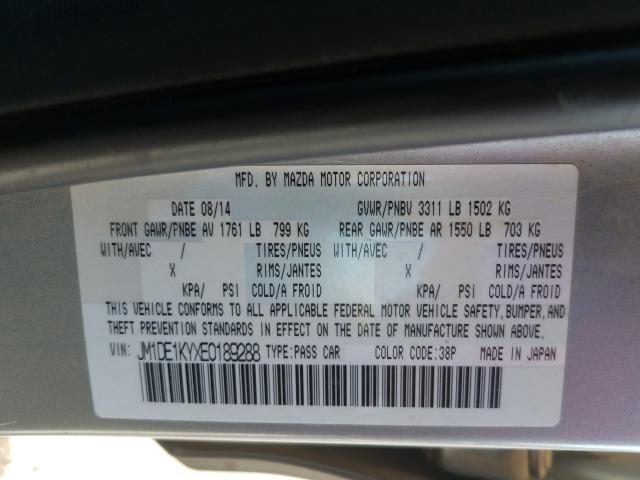 MFD. BY MAZDA MOTOR CORPORATION
DATE 08/14 GVWR/PNBV 3311 LB 1502 KG
FRONT GAWR/PNBE AV 1761 LB 799 KG REAR GAWR/PNBE AR 1550 LB 703 KG
WITH/AVEC / TIRES/PNEUS WITH/AVEC / TIRES/PNEUS
X RIMS/JANTES X RIMS/JANTES
KPA/ PSI COLD/A FROID KPA/ PSI COLD/A FROID
THIS VEHICLE CONFORMS TO ALL APPLICABLE FEDERAL MOTOR VEHICLE SAFETY, BUMPER, AND
THEFT PREVENTION STANDARDS IN EFFECT ON THE DATE OF MANUFACTURE SHOWN ABOVE.
VIN: JM1DE1KYXE0189288 TYPE:PASS CAR COLOR CODE:38P MADE IN JAPAN